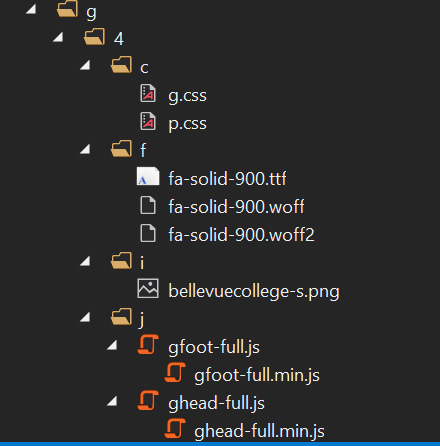 g
4
c
g.css
p.css
f
fa-solid-900.ttf
fa-solid-900.woff
fa-solid-900.woff2
i
bellevuecollege-s.png
j
gfoot-full.js
gfoot-full.min.js
ghead-full.js
ghead-full.min.js